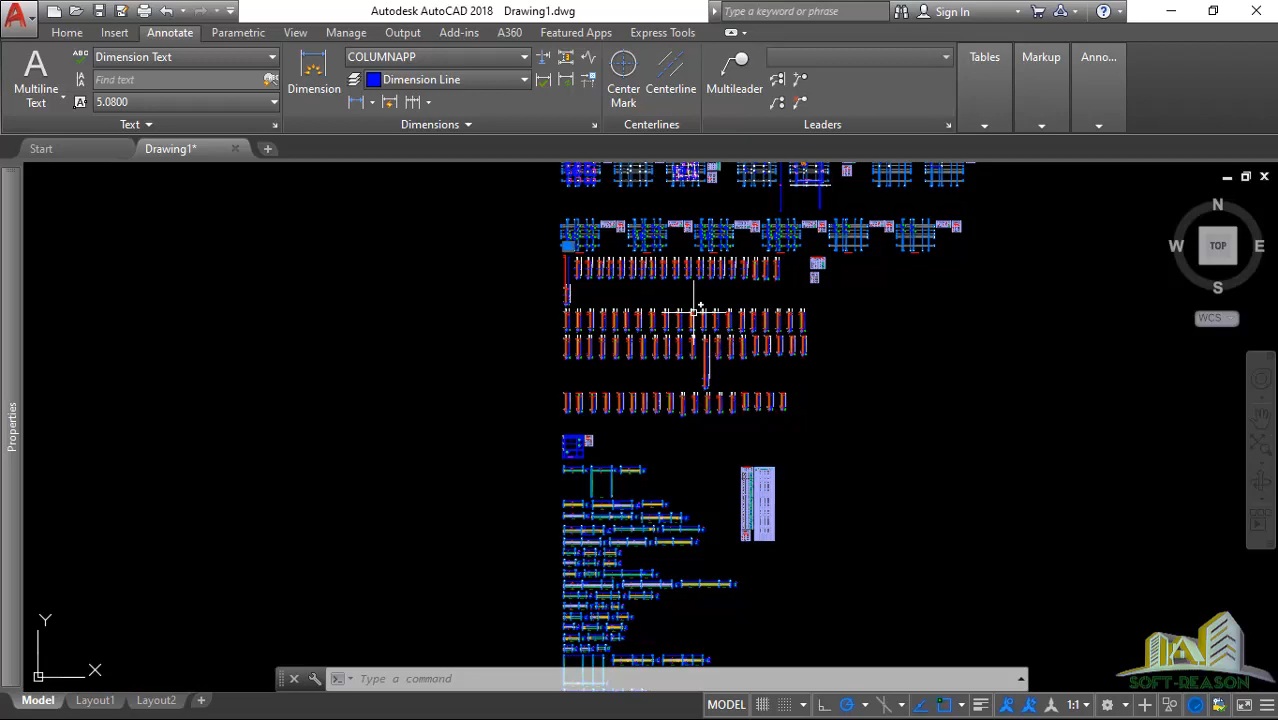 Autodesk AutoCAD 2018 Drawing1.dwg
Type a keyword or phrase
Sign In
Home Insert Annotate Parametric View Manage Output Add-ins A360 Featured Apps Express Tools
Multiline
Text
Dimension Text
Find text
5.0800
Text
Dimension
COLUMNAPP
Dimension Line
Dimensions
Center
Mark
Centerline
Centerlines
Multileader
Leaders
Tables
Markup
Anno...
Start
Drawing1*
N
W
TOP
E
S
WCS
Properties
Y
X
Type a command
SOFT-REASON
Model Layout1 Layout2
MODEL
1:1